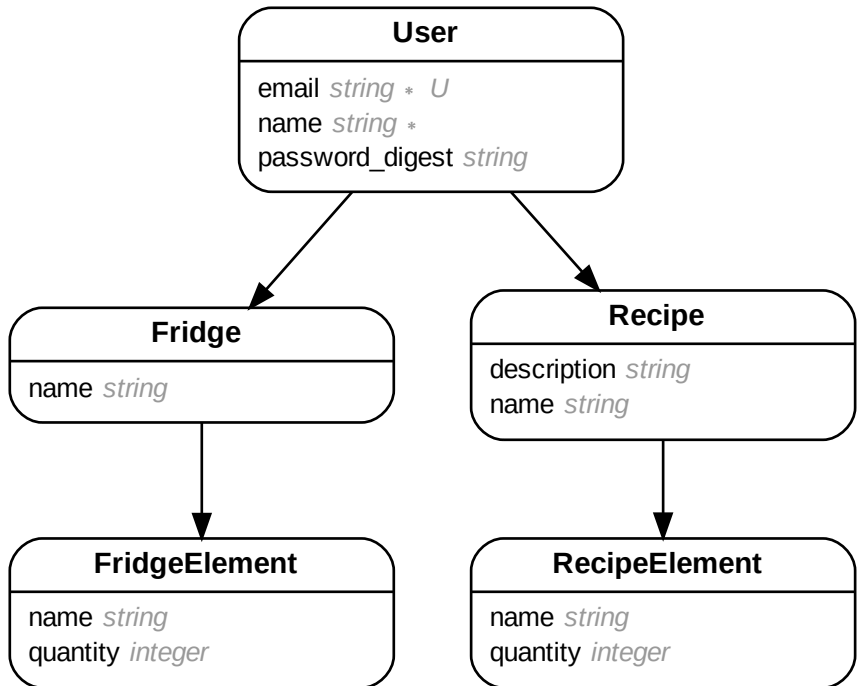 User
email string * U
name string *
password_digest string
Fridge
name string
Recipe
description string
name string
FridgeElement
name string
quantity integer
RecipeElement
name string
quantity integer